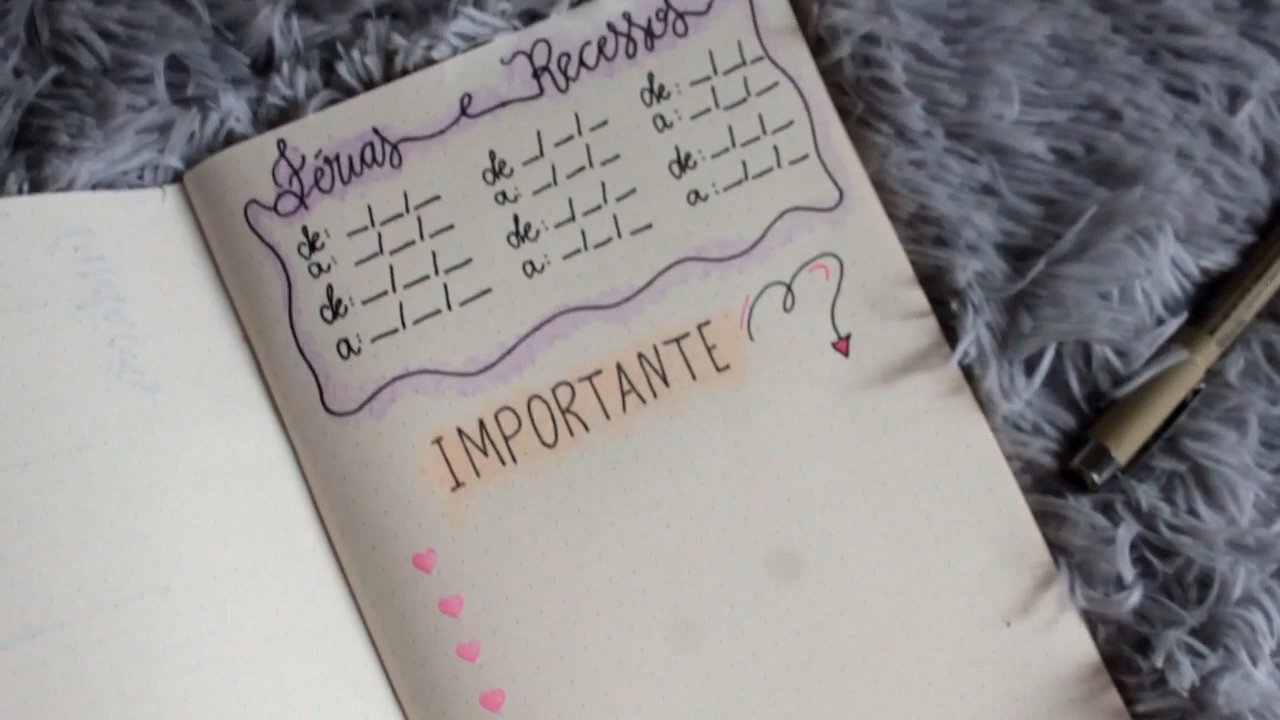 Férias e Recessos
de: _/_/_ de _/_/_ de: _/_/_
a: _/_/_ a: _/_/_ a: _/_/_
de: _/_/_ de: _/_/_ de: _/_/_
a: _/_/_ a: _/_/_ a: _/_/_
IMPORTANTE